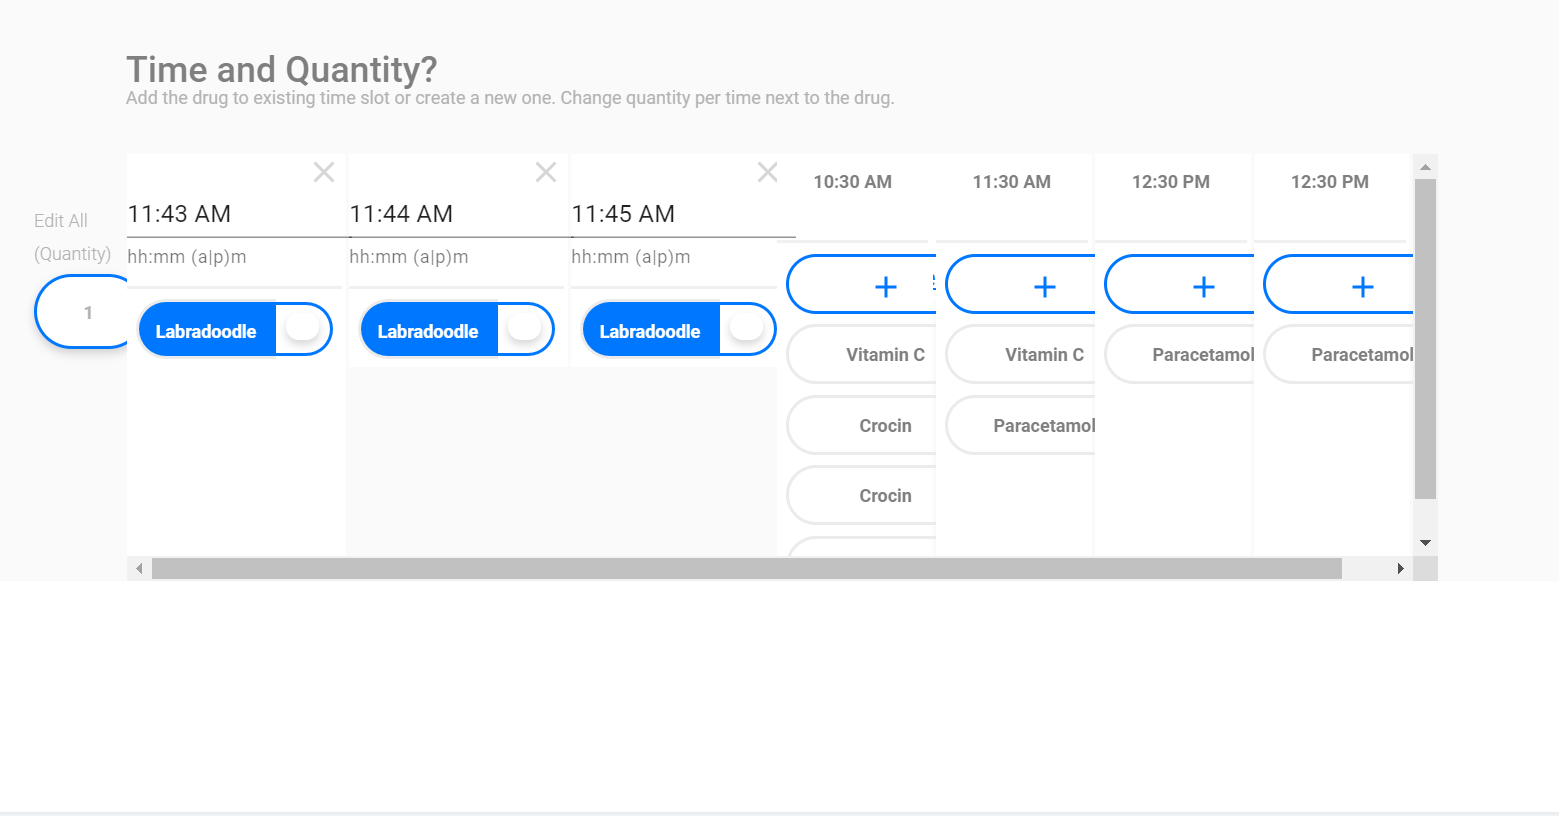 Time and Quantity?
Add the drug to existing time slot or create a new one. Change quantity per time next to the drug.
Edit All
(Quantity)
1
11:43 AM
hh:mm (a|p)m
Labradoodle
11:44 AM
hh:mm (a|p)m
Labradoodle
11:45 AM
hh:mm (a|p)m
Labradoodle
10:30 AM
+
Vitamin C
Crocin
Crocin
11:30 AM
+
Vitamin C
Paracetamol
12:30 PM
+
Paracetamol
12:30 PM
+
Paracetamol